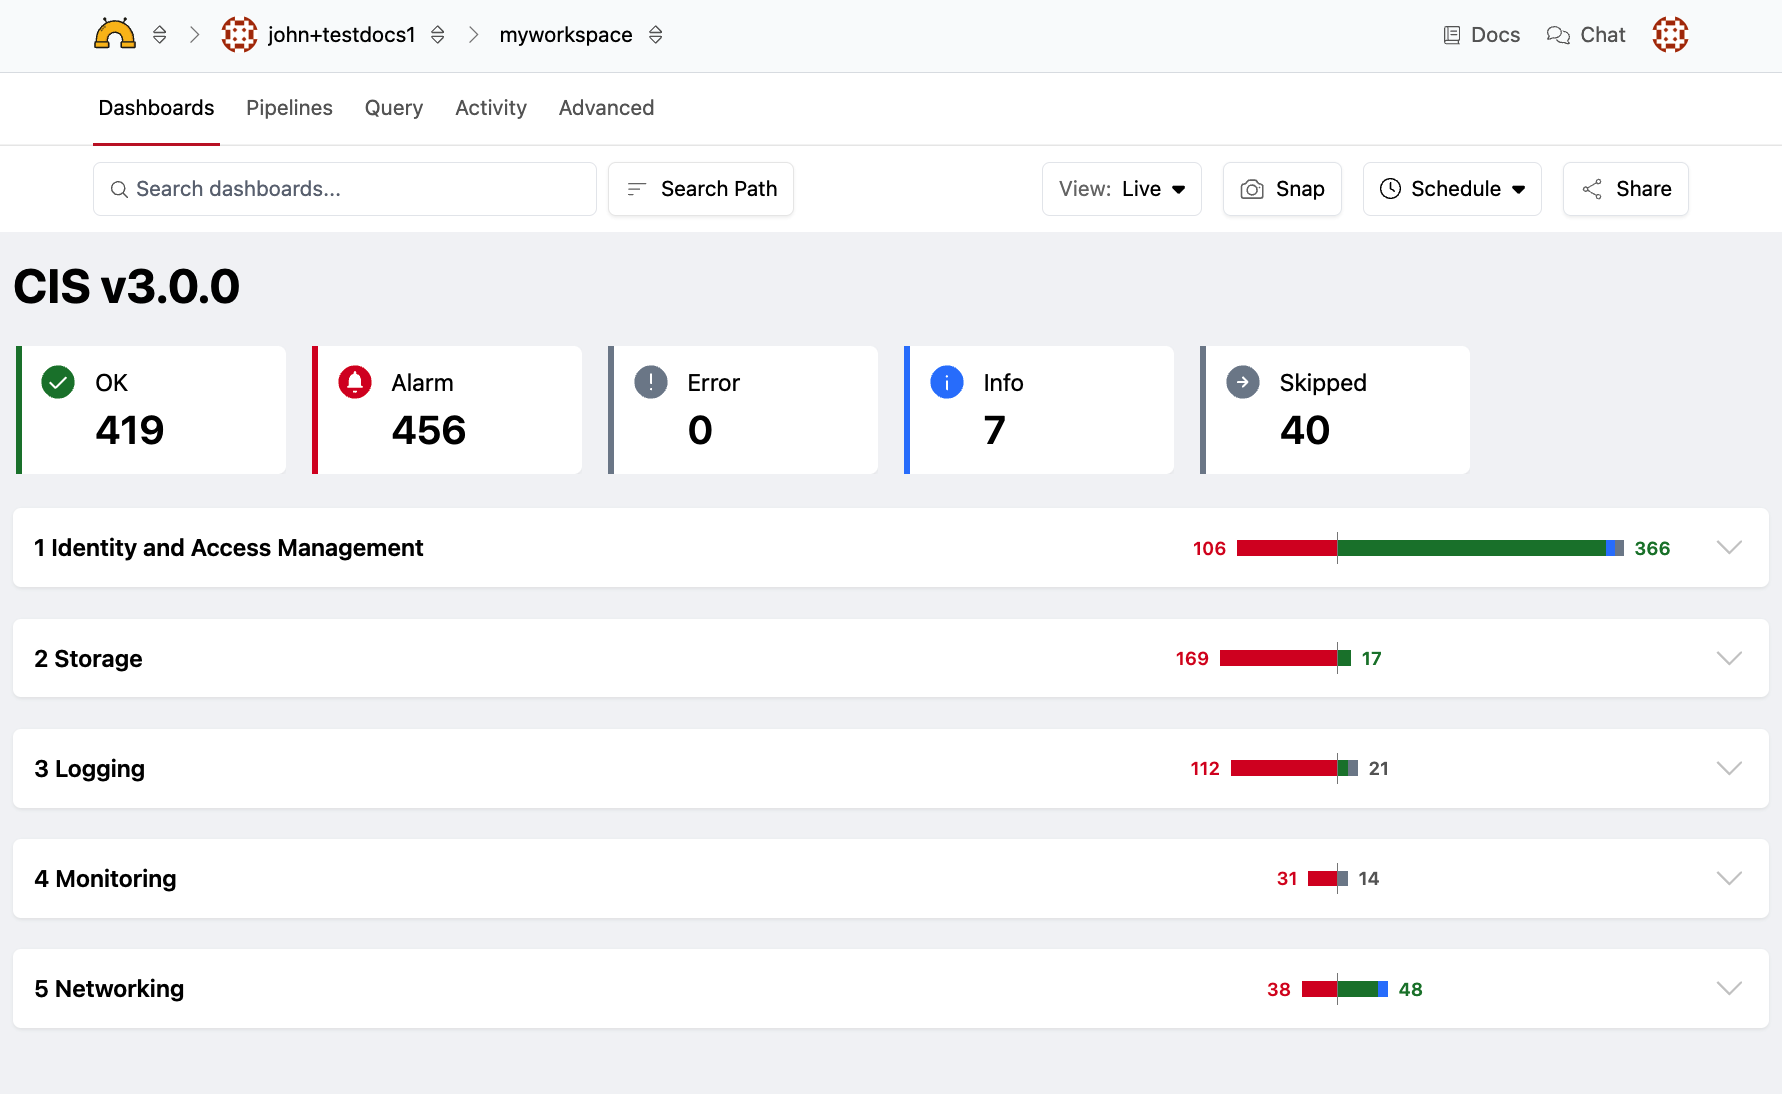 john+testdocs1 myworkspace Docs Chat
Dashboards Pipelines Query Activity Advanced
Search dashboards... Search Path View: Live Snap Schedule Share
CIS v3.0.0
OK Alarm Error Info Skipped
419 456 0 7 40
1 Identity and Access Management 106 366
2 Storage 169 17
3 Logging 112 21
4 Monitoring 31 14
5 Networking 38 48